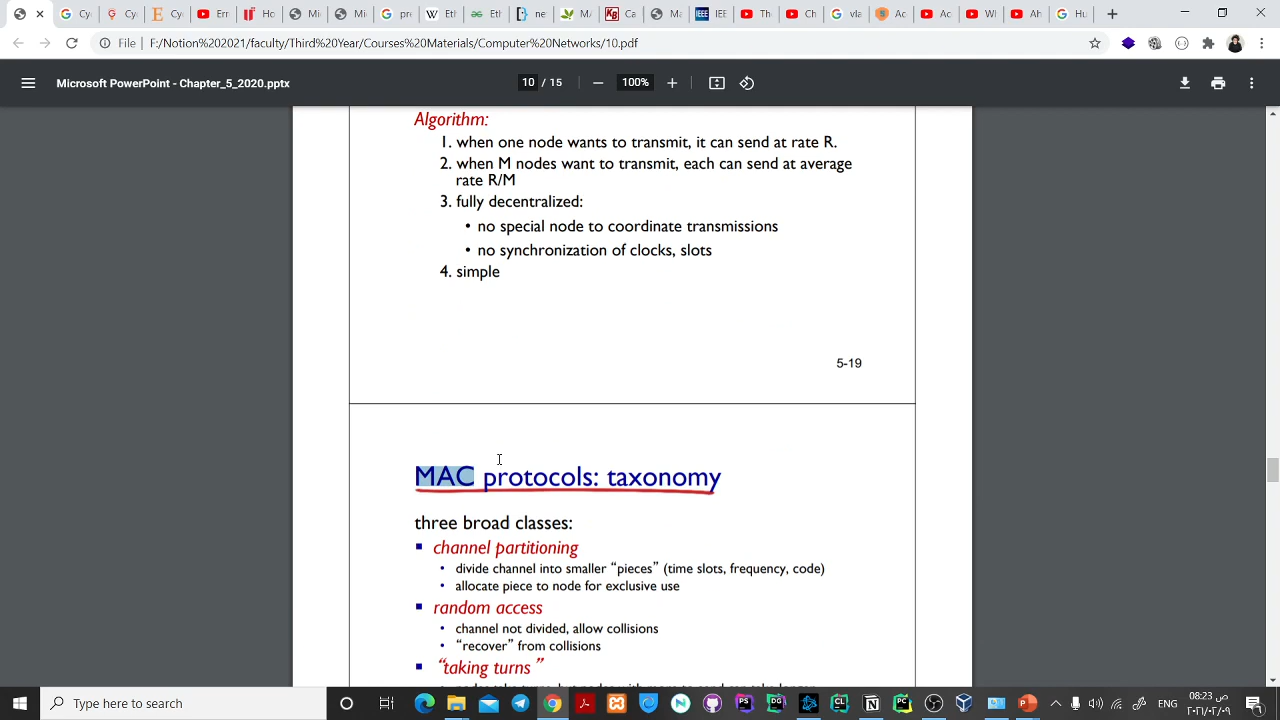 Err
Ho
Mi
Mi
File
F:/Notion%202021/faculty/Third%20Year/Courses%20Materials/Computer%20Networks/10.pdf
Microsoft PowerPoint - Chapter_5_2020.pptx
10 / 15
100%
Algorithm:
1. when one node wants to transmit, it can send at rate R.
2. when M nodes want to transmit, each can send at average
rate R/M
3. fully decentralized:
• no special node to coordinate transmissions
• no synchronization of clocks, slots
4. simple
5-19
MAC protocols: taxonomy
three broad classes:
▪ channel partitioning
• divide channel into smaller “pieces” (time slots, frequency, code)
• allocate piece to node for exclusive use
▪ random access
• channel not divided, allow collisions
• “recover” from collisions
▪ “taking turns”
Type here to search
08:23